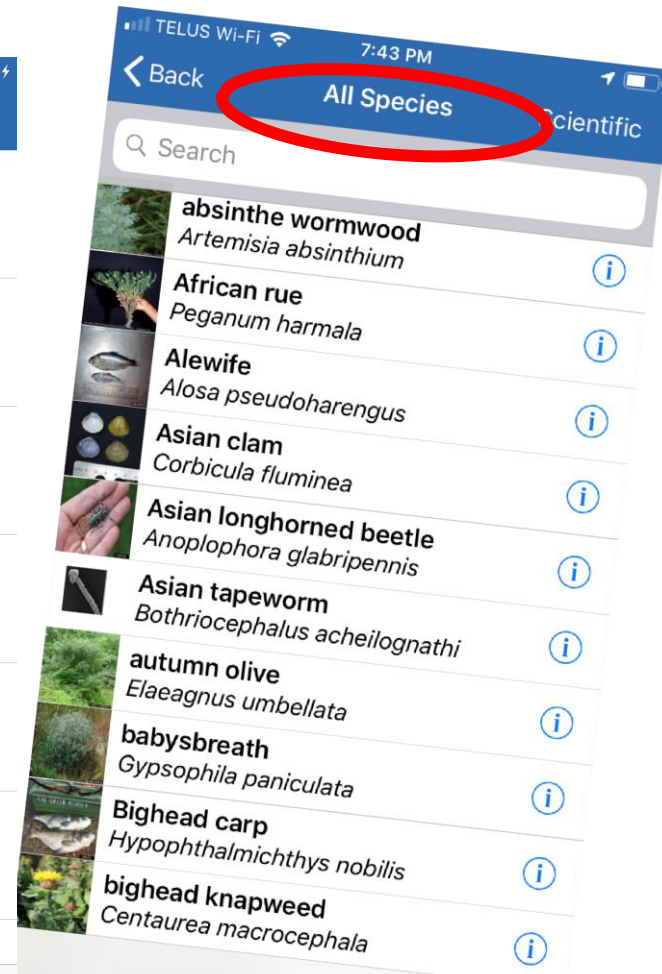 TELUS Wi-Fi 7:43 PM
Back All Species Scientific
Search
absinthe wormwood
Artemisia absinthium
African rue
Peganum harmala
Alewife
Alosa pseudoharengus
Asian clam
Corbicula fluminea
Asian longhorned beetle
Anoplophora glabripennis
Asian tapeworm
Bothriocephalus acheilognathi
autumn olive
Elaeagnus umbellata
babysbreath
Gypsophila paniculata
Bighead carp
Hypophthalmichthys nobilis
bighead knapweed
Centaurea macrocephala